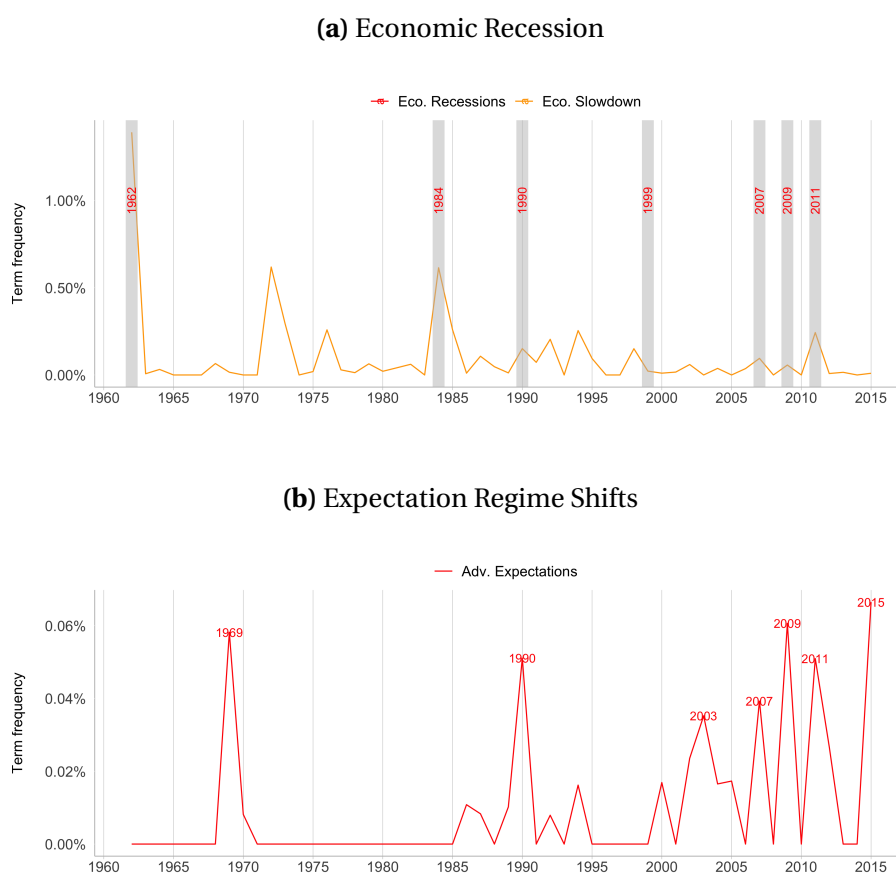 (a) Economic Recession
Eco. Recessions Eco. Slowdown
Term frequency
1.00%
0.50%
0.00%
1962 1984 1990 1999 2007 2009 2011
1960 1965 1970 1975 1980 1985 1990 1995 2000 2005 2010 2015
(b) Expectation Regime Shifts
Adv. Expectations
Term frequency
0.06%
0.04%
0.02%
0.00%
1969 1990 2003 2007 2009 2011 2015
1960 1965 1970 1975 1980 1985 1990 1995 2000 2005 2010 2015